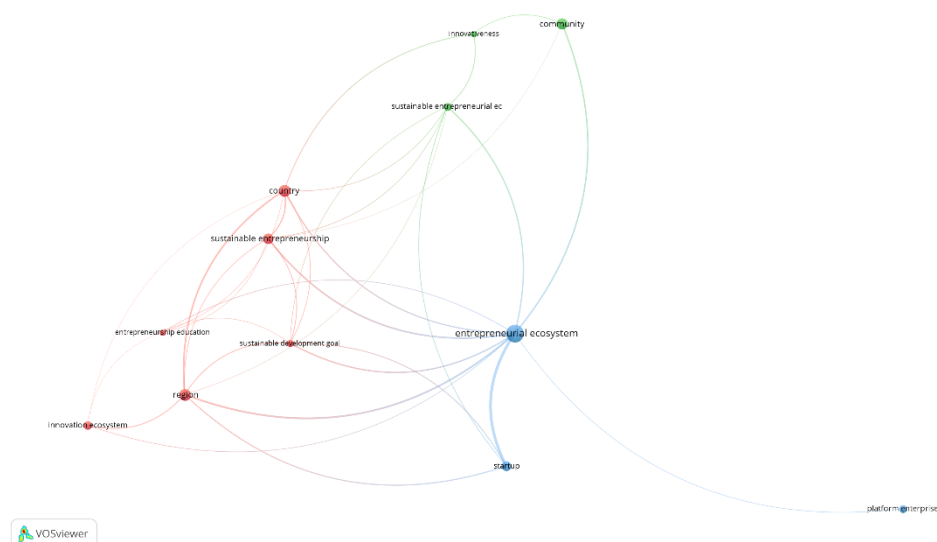 community
innovativeness
sustainable entrepreneurial ec
country
sustainable entrepreneurship
entrepreneurship education
entrepreneurial ecosystem
sustainable development goal
region
innovation ecosystem
startup
platform enterprise
VOSviewer